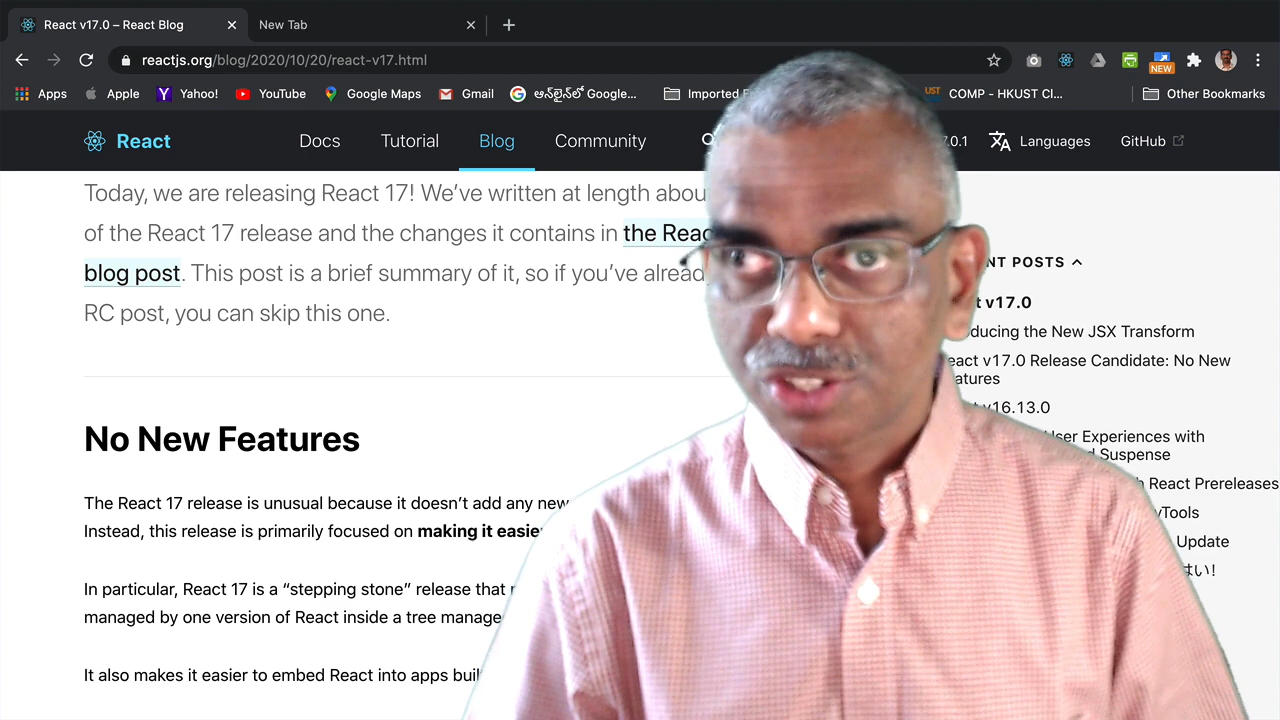 React v17.0 – React Blog
New Tab
reactjs.org/blog/2020/10/20/react-v17.html
NEW
Apps Apple Yahoo! YouTube Google Maps Gmail ఆన్‌లైన్‌లో Google... Imported UST COMP - HKUST Cl... Other Bookmarks
React Docs Tutorial Blog Community 7.0.1 Languages GitHub
Today, we are releasing React 17! We’ve written at length abou
of the React 17 release and the changes it contains in the Reac
blog post. This post is a brief summary of it, so if you’ve already
RC post, you can skip this one.
No New Features
The React 17 release is unusual because it doesn’t add any new
Instead, this release is primarily focused on making it easie
In particular, React 17 is a “stepping stone” release that
managed by one version of React inside a tree manage
It also makes it easier to embed React into apps buil
NT POSTS
t v17.0
ducing the New JSX Transform
eact v17.0 Release Candidate: No New
atures
t v16.13.0
User Experiences with
d Suspense
h React Prereleases
vTools
Update
はい!